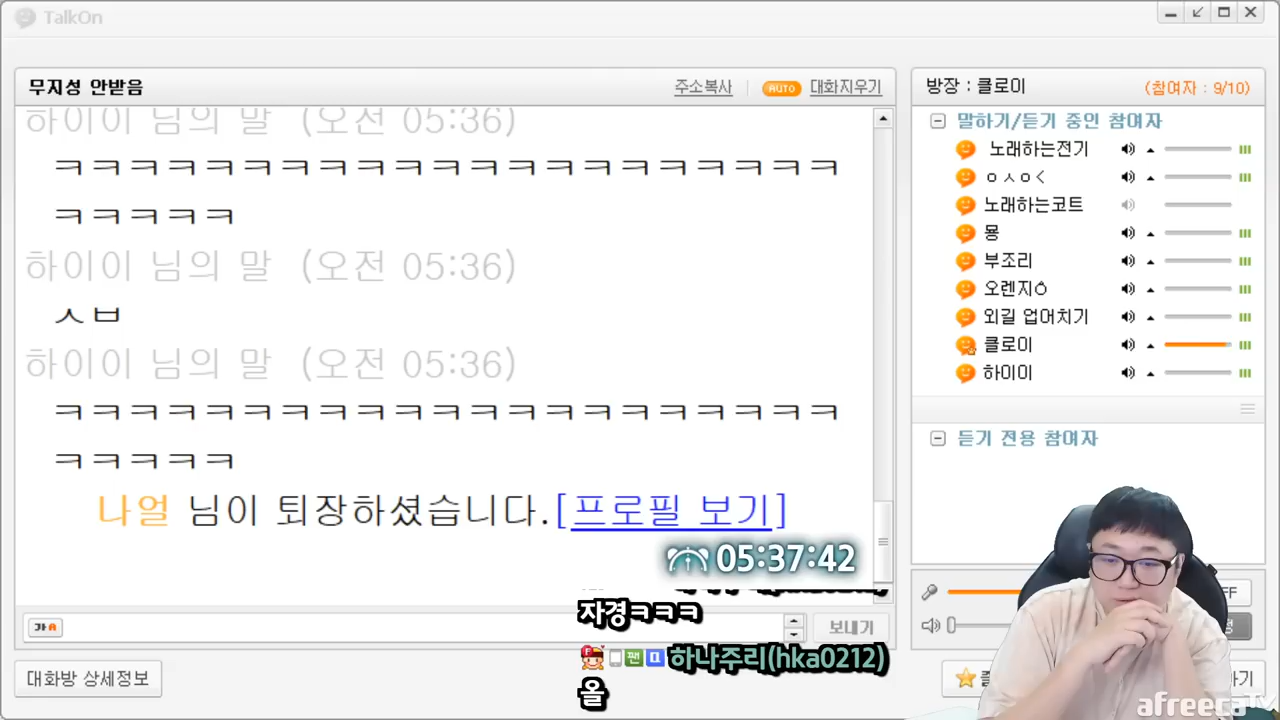 TalkOn
무지성 안받음
주소복사
AUTO
대화지우기
하이이 님의 말 (오전 05:36)
ㅋㅋㅋㅋㅋㅋㅋㅋㅋㅋㅋㅋㅋㅋㅋㅋㅋㅋㅋㅋㅋ
ㅋㅋㅋㅋㅋ
하이이 님의 말 (오전 05:36)
ㅅㅂ
하이이 님의 말 (오전 05:36)
ㅋㅋㅋㅋㅋㅋㅋㅋㅋㅋㅋㅋㅋㅋㅋㅋㅋㅋㅋㅋㅋ
ㅋㅋㅋㅋㅋ
나얼 님이 퇴장하셨습니다.[프로필 보기]
05:37:42
자경ㅋㅋㅋ
하나주리(hka0212)
올
가A
보내기
대화방 상세정보
방장 : 클로이
(참여자 : 9/10)
말하기/듣기 중인 참여자
노래하는전기
ㅇㅅㅇㄑ
노래하는코트
몽
부조리
오렌지
외길 업어치기
클로이
하이이
듣기 전용 참여자
afreecaTV